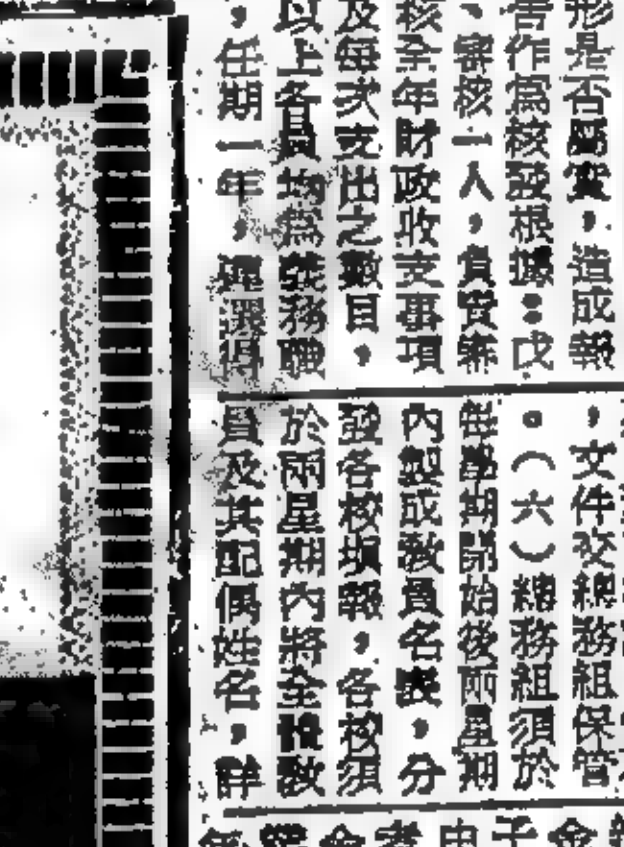 形是否屬實，造成報
告作為核發根據：戊
、審核一人，負責審
核全年財政收支事項
及每次支出之數目，
以上各員均為義務職
，任期一年，連選得
，文件交總務組保管
。（六）總務組須於
每學期開始後兩星期
內製成教員名表，分
發各校填報，各校須
於兩星期內將全校教
員及其配偶姓名，詳